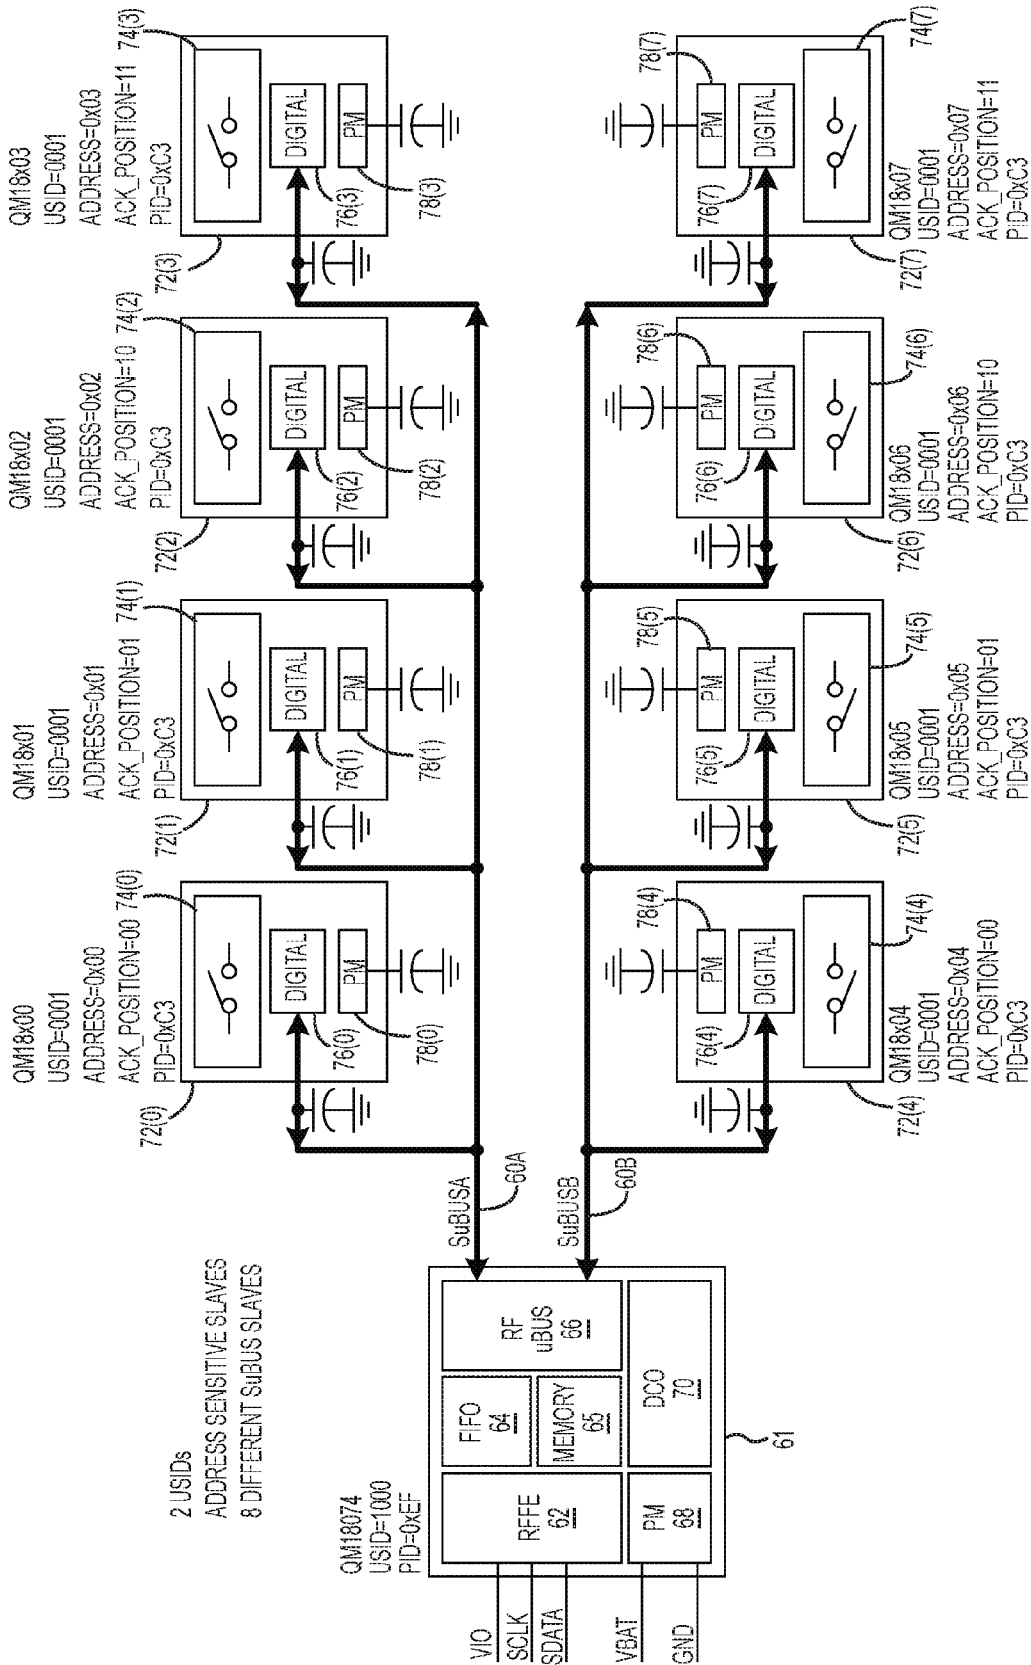 2 USIDs
ADDRESS SENSITIVE SLAVES
8 DIFFERENT SuBUS SLAVES
QM18074
USID=1000
PID=0xEF
VIO
SCLK
SDATA
VBAT
GND
RFFE
62
FIFO
64
MEMORY
65
RF
uBUS
66
PM
68
DCO
70
61
SuBUSA
60A
SuBUSB
60B
QM18x00
USID=0001
ADDRESS=0x00
ACK_POSITION=00
PID=0xC3
72(0)
74(0)
DIGITAL
76(0)
PM
78(0)
QM18x01
USID=0001
ADDRESS=0x01
ACK_POSITION=01
PID=0xC3
72(1)
74(1)
DIGITAL
76(1)
PM
78(1)
QM18x02
USID=0001
ADDRESS=0x02
ACK_POSITION=10
PID=0xC3
72(2)
74(2)
DIGITAL
76(2)
PM
78(2)
QM18x03
USID=0001
ADDRESS=0x03
ACK_POSITION=11
PID=0xC3
72(3)
74(3)
DIGITAL
76(3)
PM
78(3)
78(4)
PM
DIGITAL
76(4)
74(4)
72(4)
QM18x04
USID=0001
ADDRESS=0x04
ACK_POSITION=00
PID=0xC3
78(5)
PM
DIGITAL
76(5)
74(5)
72(5)
QM18x05
USID=0001
ADDRESS=0x05
ACK_POSITION=01
PID=0xC3
78(6)
PM
DIGITAL
76(6)
74(6)
72(6)
QM18x06
USID=0001
ADDRESS=0x06
ACK_POSITION=10
PID=0xC3
78(7)
PM
DIGITAL
76(7)
74(7)
72(7)
QM18x07
USID=0001
ADDRESS=0x07
ACK_POSITION=11
PID=0xC3